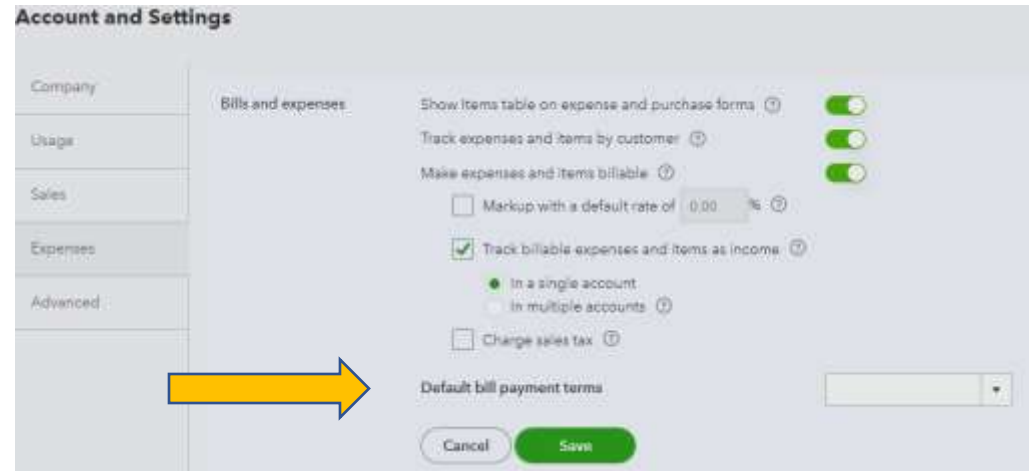 Account and Settings
Company
Usage
Sales
Expenses
Advanced
Bills and expenses
Show Items table on expense and purchase forms ?
Track expenses and items by customer ?
Make expenses and items billable ?
Markup with a default rate of 0.00 % ?
Track billable expenses and items as income ?
In a single account
In multiple accounts ?
Charge sales tax ?
Default bill payment terms
Cancel Save